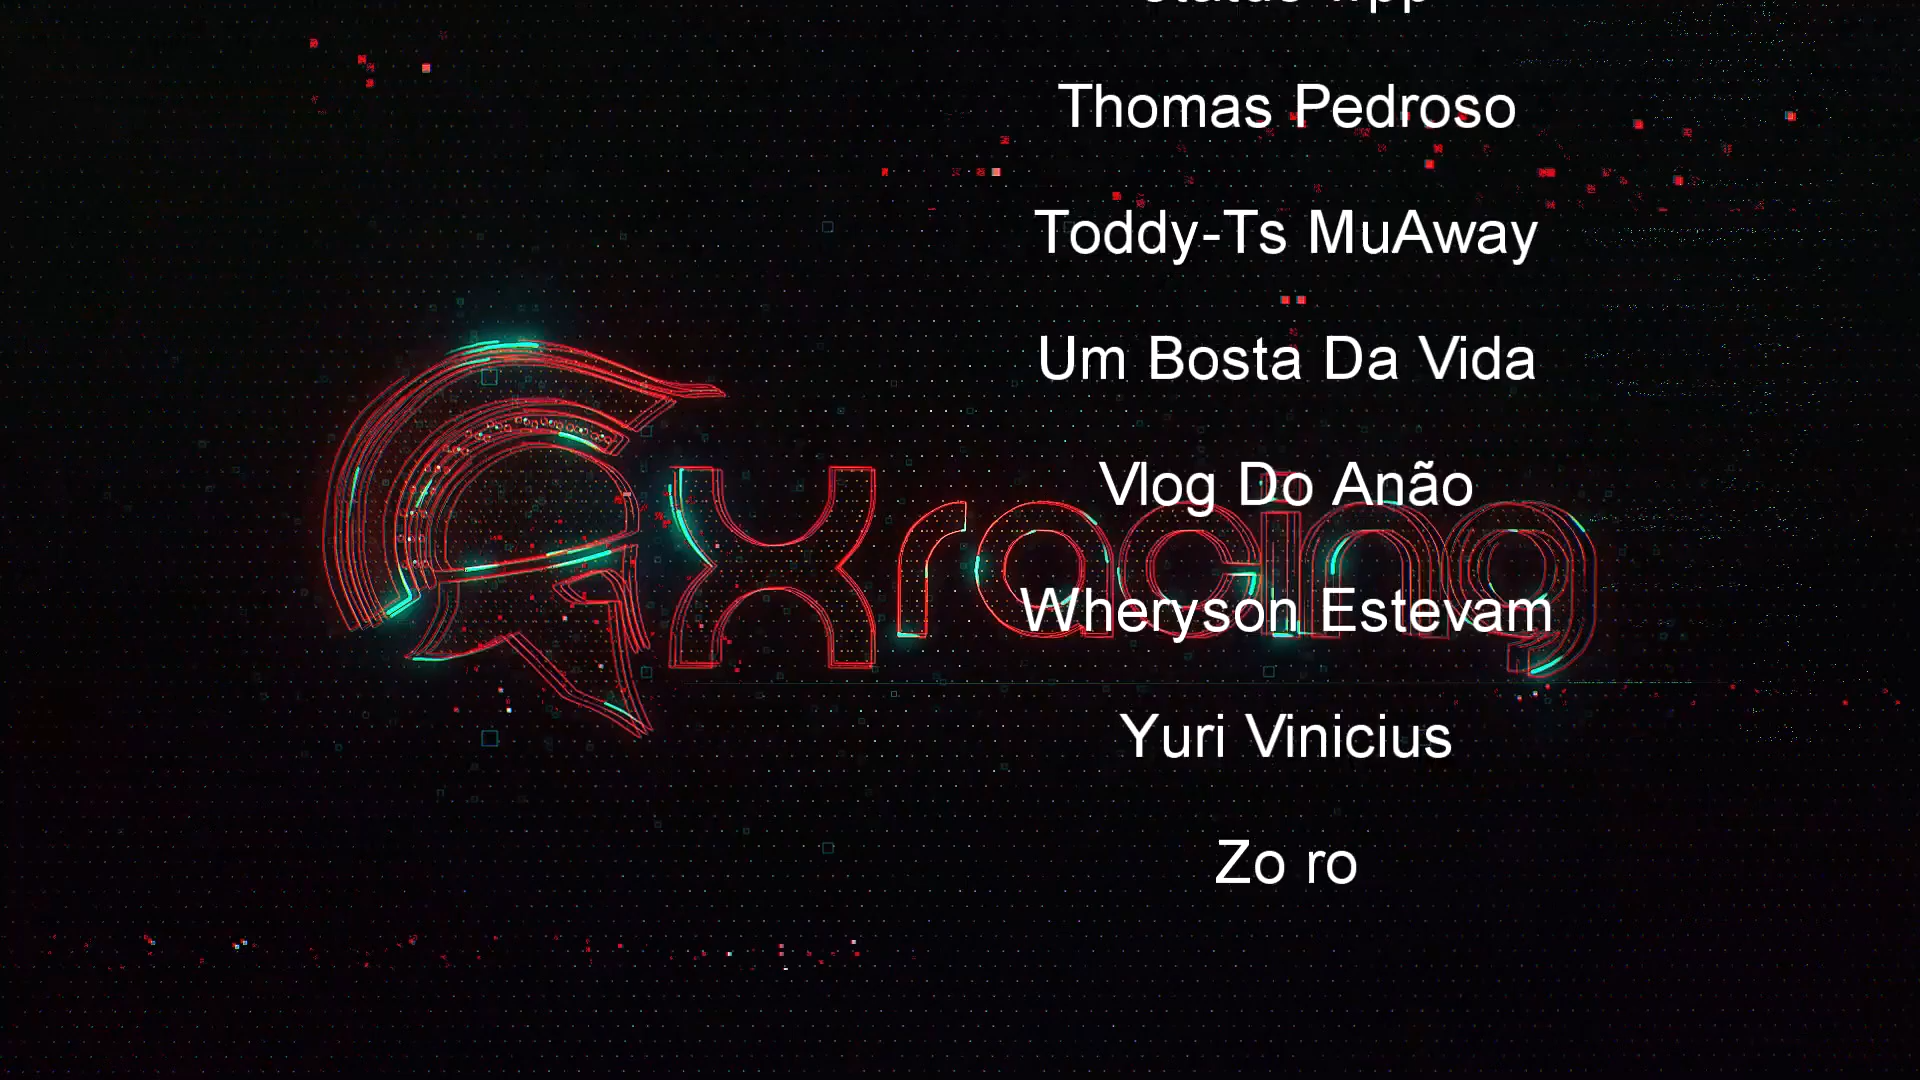 Thomas Pedroso
Toddy-Ts MuAway
Um Bosta Da Vida
Vlog Do Anão
Xracing
Wheryson Estevam
Yuri Vinicius
Zo ro